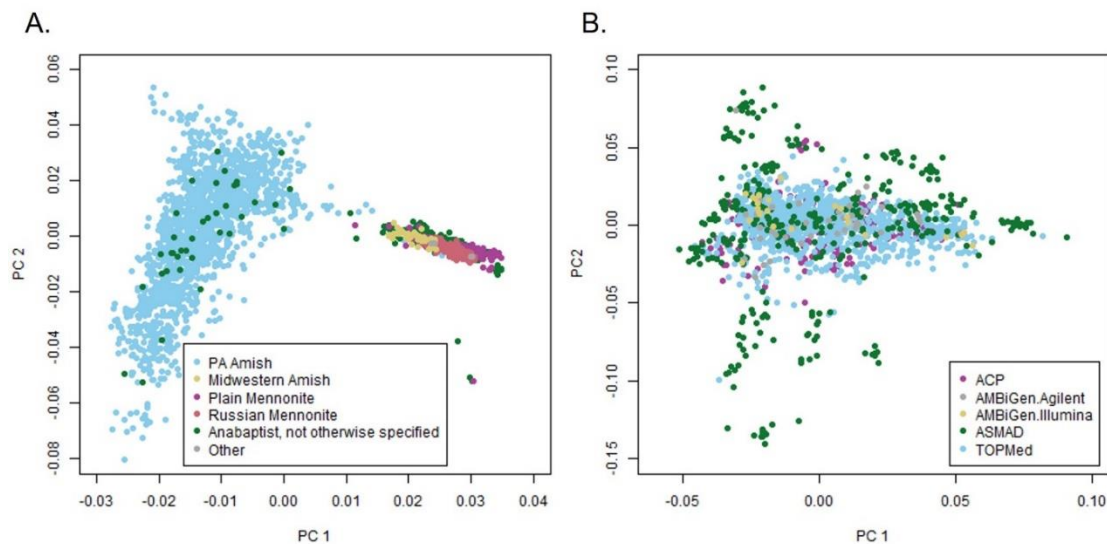 A.
0.06
0.04
0.02
0.00
-0.02
-0.04
-0.06
-0.08
PC 2
PA Amish
Midwestern Amish
Plain Mennonite
Russian Mennonite
Anabaptist, not otherwise specified
Other
-0.03
-0.02
-0.01
0.00
0.01
0.02
0.03
0.04
PC 1
B.
0.10
0.05
0.00
-0.05
-0.10
-0.15
PC2
ACP
AMBiGen.Agilent
AMBiGen.Illumina
ASMAD
TOPMed
-0.05
0.00
0.05
0.10
PC 1